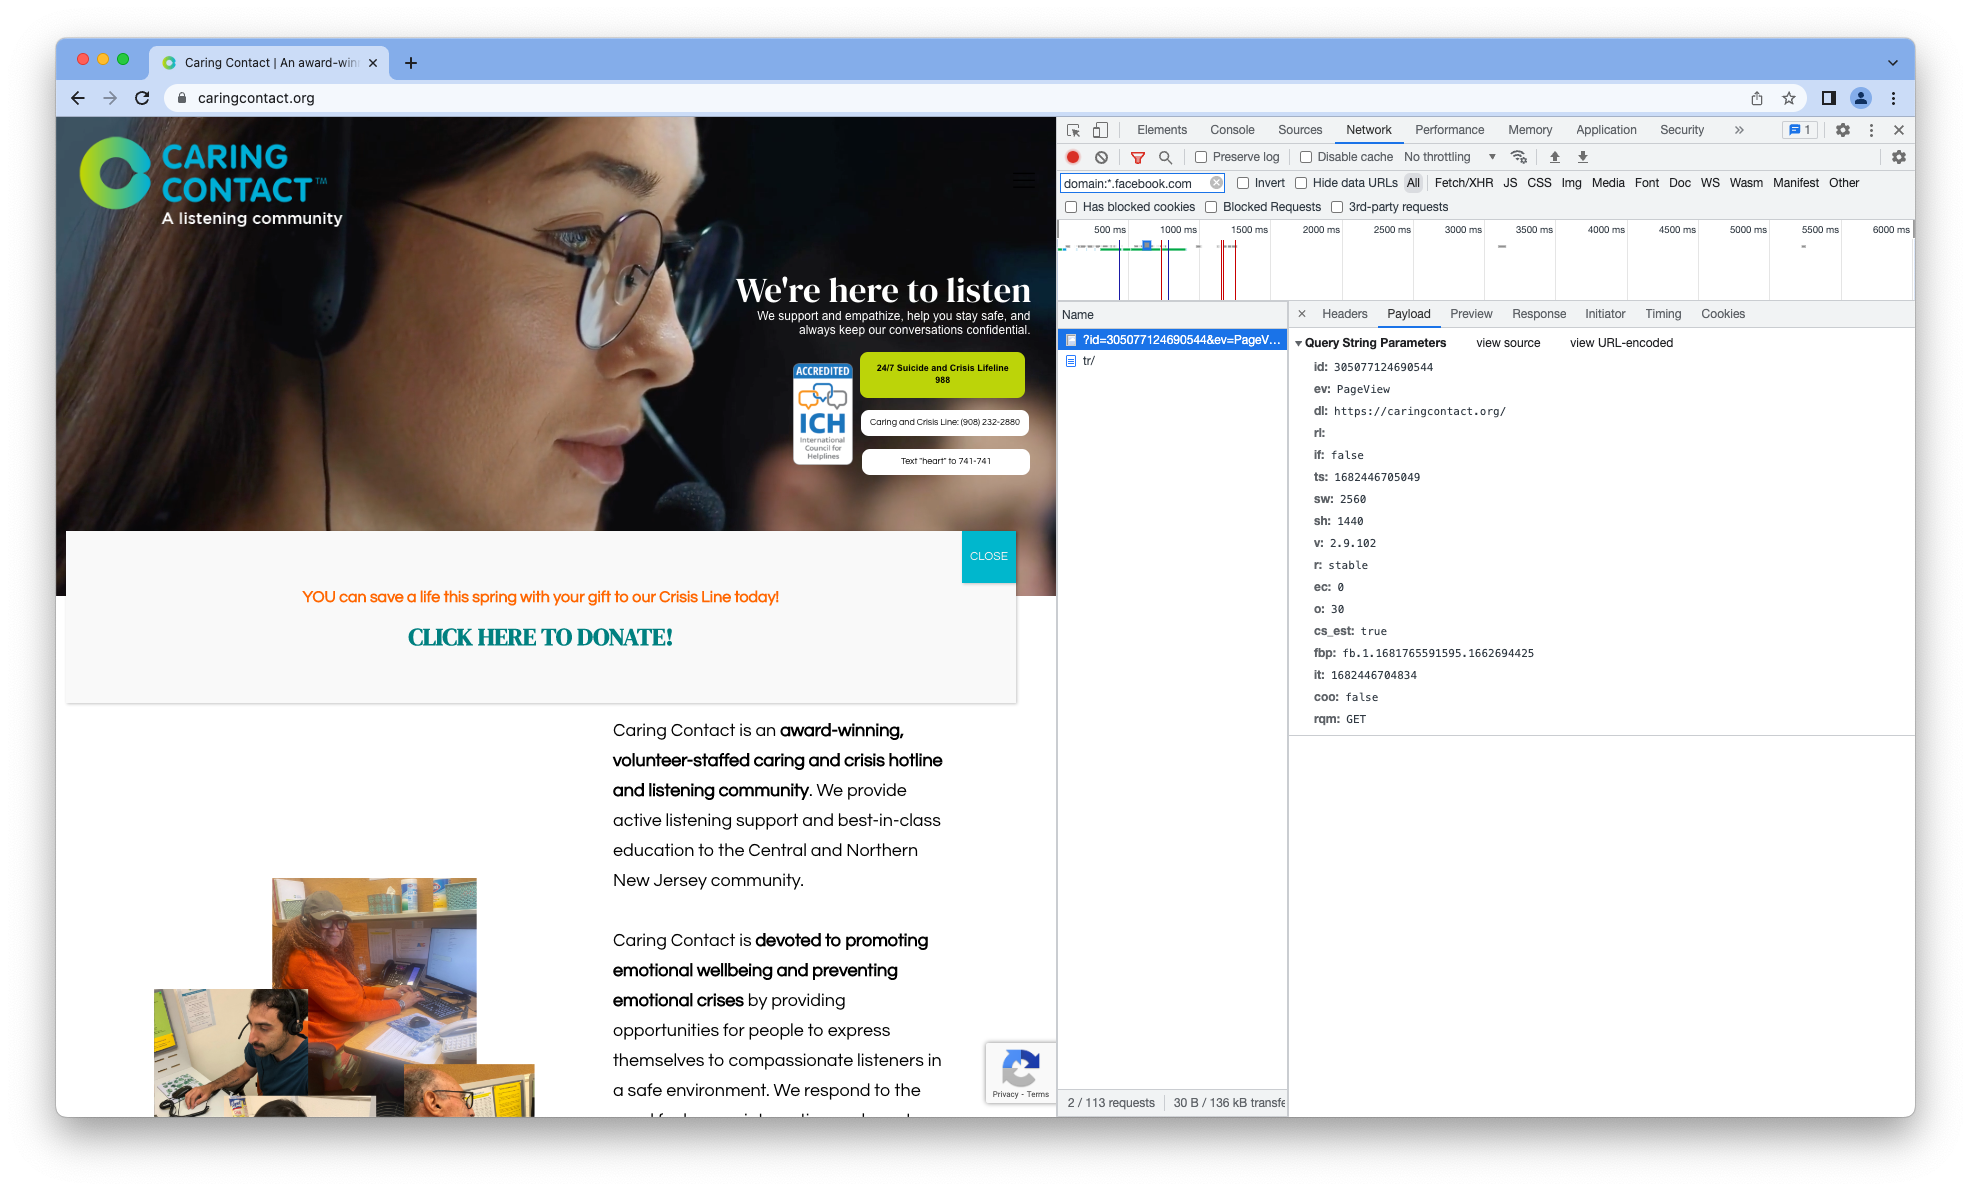 Caring Contact | An award-win
caringcontact.org
CARING
CONTACT™
A listening community
We're here to listen
We support and empathize, help you stay safe, and
always keep our conversations confidential.
ACCREDITED
ICH
International
Council for
Helplines
24/7 Suicide and Crisis Lifeline
988
Caring and Crisis Line: (908) 232-2880
Text "heart" to 741-741
CLOSE
YOU can save a life this spring with your gift to our Crisis Line today!
CLICK HERE TO DONATE!
Caring Contact is an award-winning,
volunteer-staffed caring and crisis hotline
and listening community. We provide
active listening support and best-in-class
education to the Central and Northern
New Jersey community.
Caring Contact is devoted to promoting
emotional wellbeing and preventing
emotional crises by providing
opportunities for people to express
themselves to compassionate listeners in
a safe environment. We respond to the
Privacy - Terms
Elements Console Sources Network Performance Memory Application Security » 1
Preserve log Disable cache No throttling
domain:*.facebook.com Invert Hide data URLs All Fetch/XHR JS CSS Img Media Font Doc WS Wasm Manifest Other
Has blocked cookies Blocked Requests 3rd-party requests
500 ms 1000 ms 1500 ms 2000 ms 2500 ms 3000 ms 3500 ms 4000 ms 4500 ms 5000 ms 5500 ms 6000 ms
Name
?id=305077124690544&ev=PageV...
tr/
2 / 113 requests 30 B / 136 kB transfe
Headers Payload Preview Response Initiator Timing Cookies
Query String Parameters view source view URL-encoded
id: 305077124690544
ev: PageView
dl: https://caringcontact.org/
rl:
if: false
ts: 1682446705049
sw: 2560
sh: 1440
v: 2.9.102
r: stable
ec: 0
o: 30
cs_est: true
fbp: fb.1.1681765591595.1662694425
it: 1682446704834
coo: false
rqm: GET